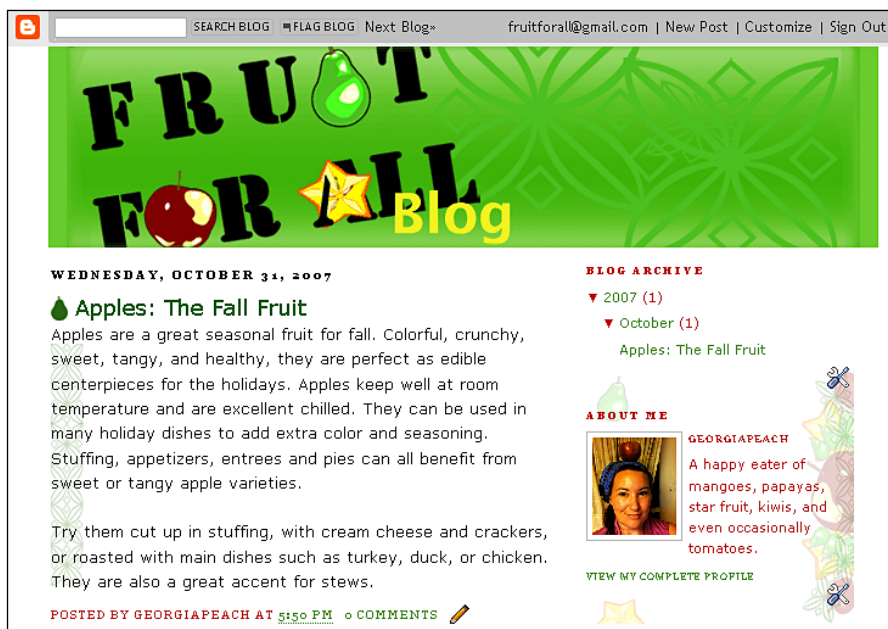 SEARCH BLOG FLAG BLOG Next Blog» fruitforall@gmail.com | New Post | Customize | Sign Out
FRUIT
FOR ALL
Blog
WEDNESDAY, OCTOBER 31, 2007
Apples: The Fall Fruit
Apples are a great seasonal fruit for fall. Colorful, crunchy,
sweet, tangy, and healthy, they are perfect as edible
centerpieces for the holidays. Apples keep well at room
temperature and are excellent chilled. They can be used in
many holiday dishes to add extra color and seasoning.
Stuffing, appetizers, entrees and pies can all benefit from
sweet or tangy apple varieties.
Try them cut up in stuffing, with cream cheese and crackers,
or roasted with main dishes such as turkey, duck, or chicken.
They are also a great accent for stews.
POSTED BY GEORGIAPEACH AT 5:50 PM 0 COMMENTS
BLOG ARCHIVE
▼ 2007 (1)
▼ October (1)
Apples: The Fall Fruit
ABOUT ME
GEORGIAPEACH
A happy eater of
mangoes, papayas,
star fruit, kiwis, and
even occasionally
tomatoes.
VIEW MY COMPLETE PROFILE